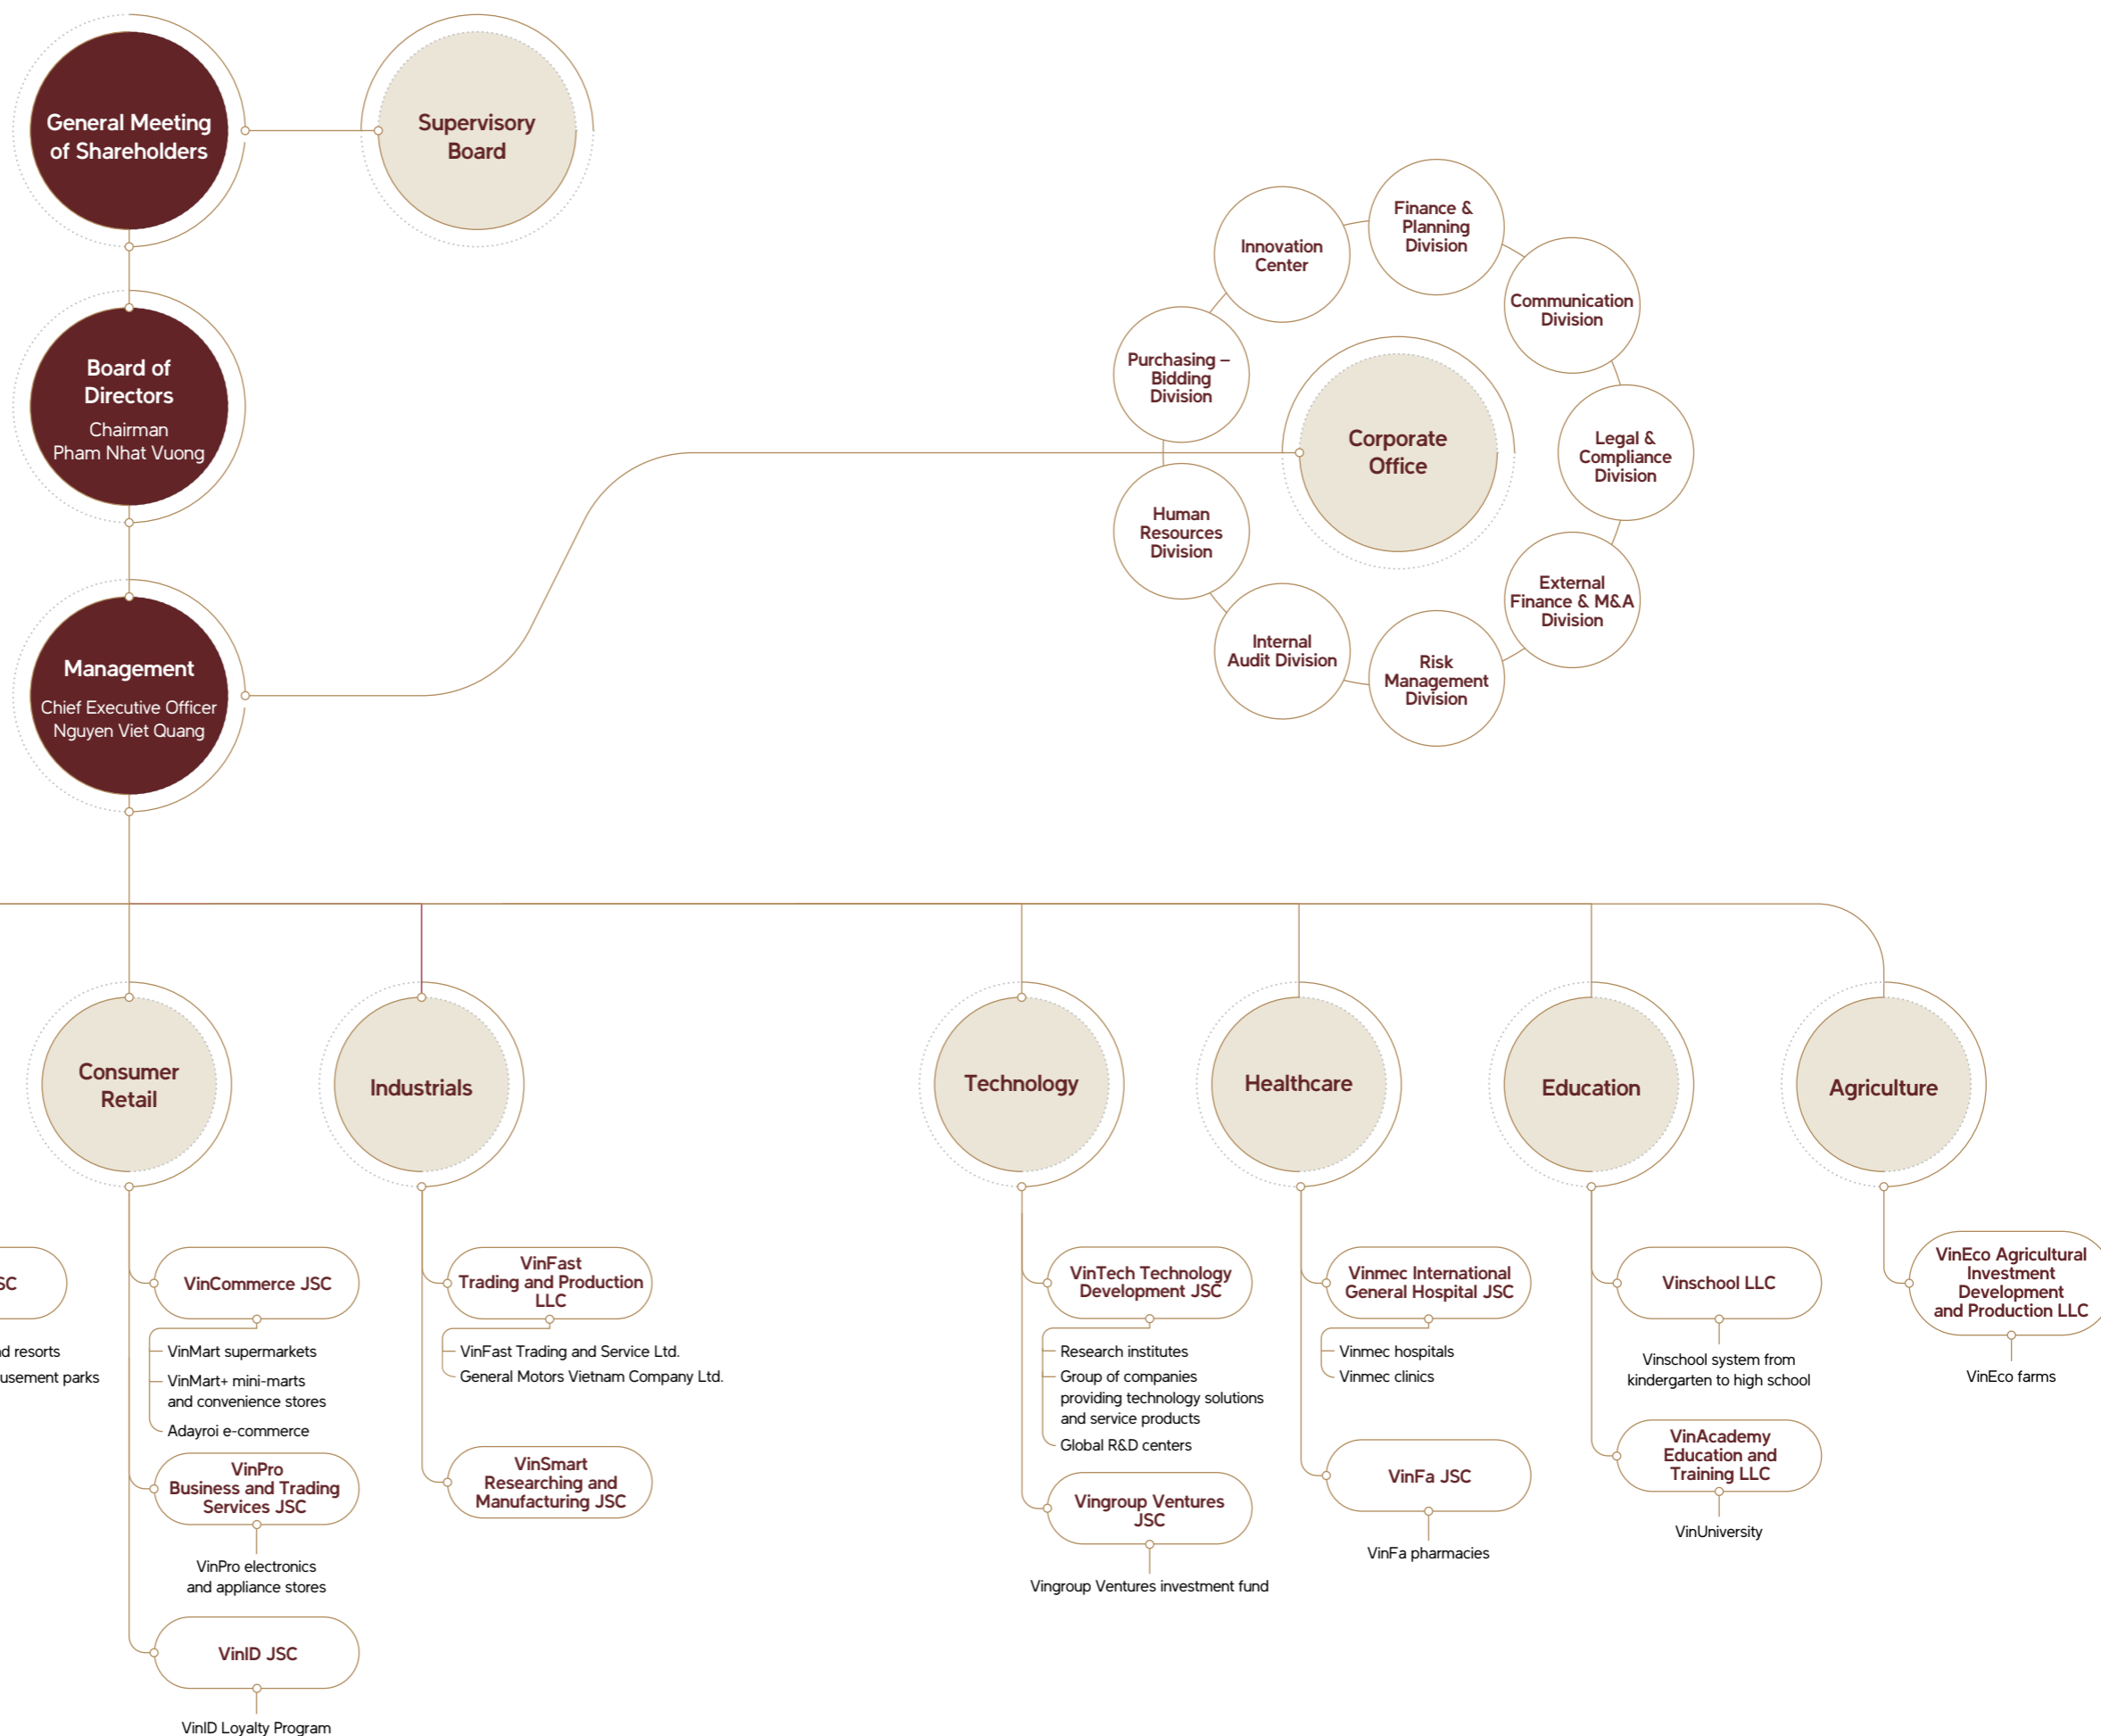 General Meeting
of Shareholders
Supervisory
Board
Finance &
Planning
Division
Innovation
Center
Communication
Division
Purchasing –
Bidding
Division
Board of
Directors
Chairman
Pham Nhat Vuong
Corporate
Office
Legal &
Compliance
Division
Human
Resources
Division
External
Finance & M&A
Division
Internal
Audit Division
Risk
Management
Division
Management
Chief Executive Officer
Nguyen Viet Quang
Consumer
Retail
Industrials
Technology
Healthcare
Education
Agriculture
SC
d resorts
usement parks
VinCommerce JSC
VinMart supermarkets
VinMart+ mini-marts
and convenience stores
Adayroi e-commerce
VinPro
Business and Trading
Services JSC
VinPro electronics
and appliance stores
VinID JSC
VinID Loyalty Program
VinFast
Trading and Production
LLC
VinFast Trading and Service Ltd.
General Motors Vietnam Company Ltd.
VinSmart
Researching and
Manufacturing JSC
VinTech Technology
Development JSC
Research institutes
Group of companies
providing technology solutions
and service products
Global R&D centers
Vingroup Ventures
JSC
Vingroup Ventures investment fund
Vinmec International
General Hospital JSC
Vinmec hospitals
Vinmec clinics
VinFa JSC
VinFa pharmacies
Vinschool LLC
Vinschool system from
kindergarten to high school
VinAcademy
Education and
Training LLC
VinUniversity
VinEco Agricultural
Investment
Development
and Production LLC
VinEco farms